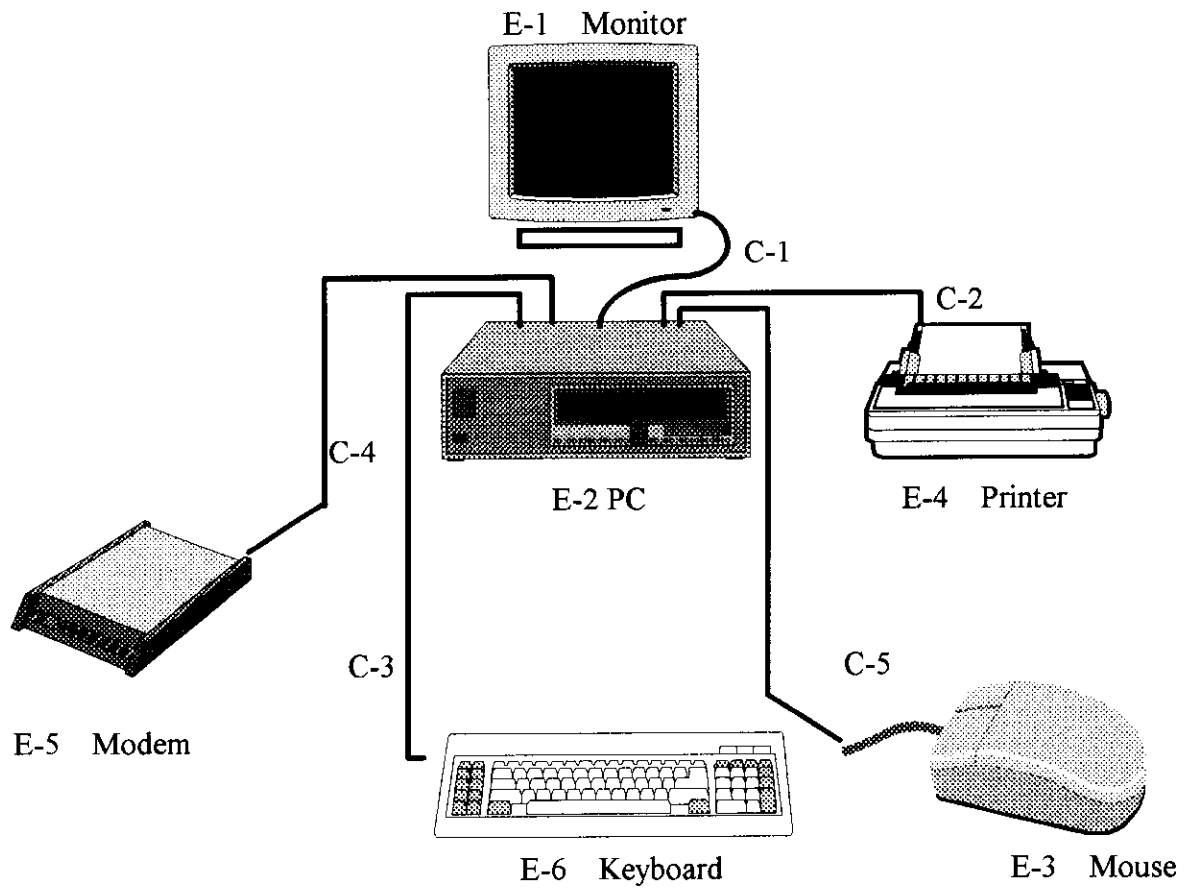 E-1 Monitor
C-1
C-2
C-4
E-2 PC
E-4 Printer
C-3
C-5
E-5 Modem
E-6 Keyboard
E-3 Mouse